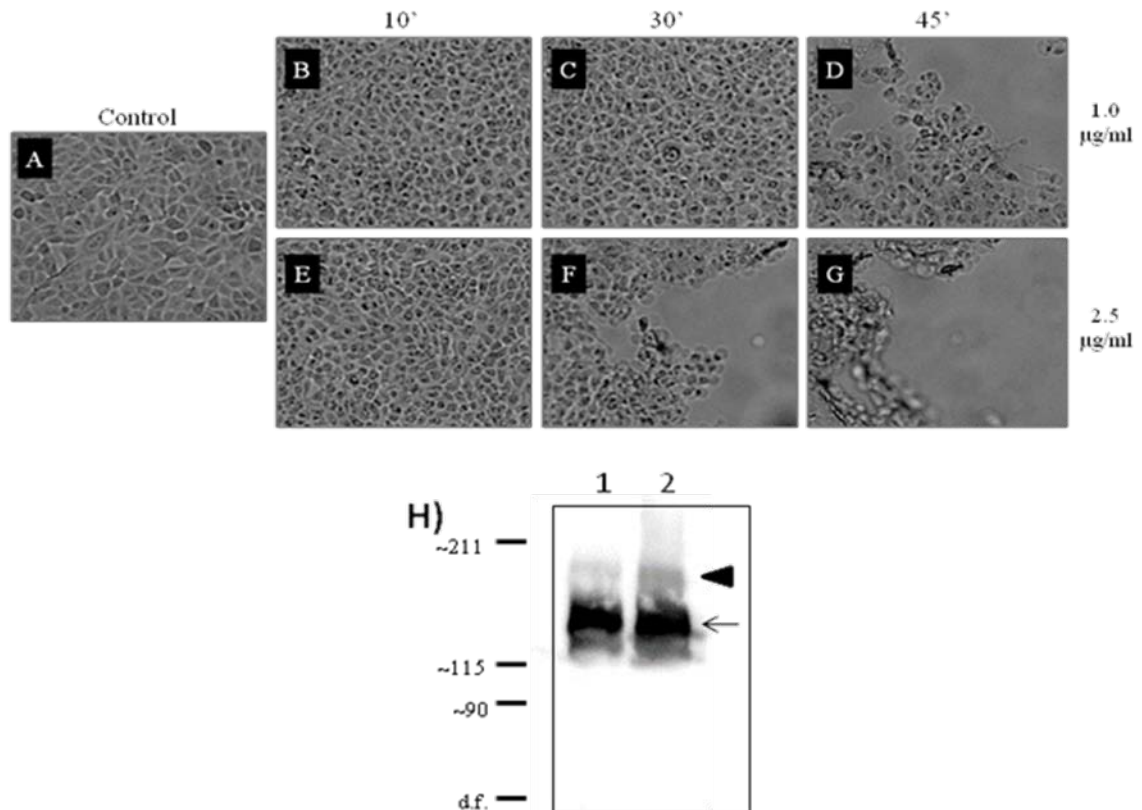 10‘ 30‘ 45‘
Control
A
B
C
D
1.0
µg/ml
E
F
G
2.5
µg/ml
H)
1 2
~211
~115
~90
d.f.